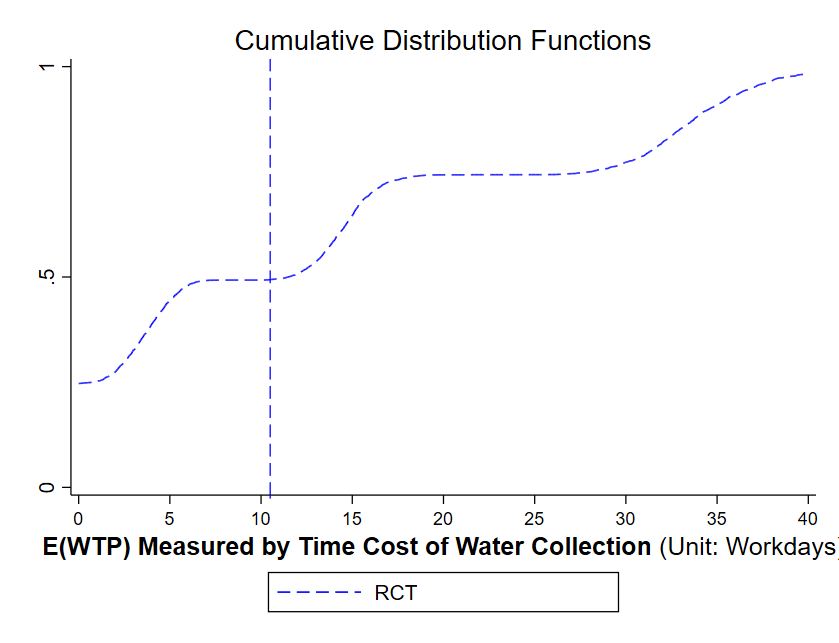 Cumulative Distribution Functions
1
.5
0
0 5 10 15 20 25 30 35 40
E(WTP) Measured by Time Cost of Water Collection (Unit: Workdays)
RCT